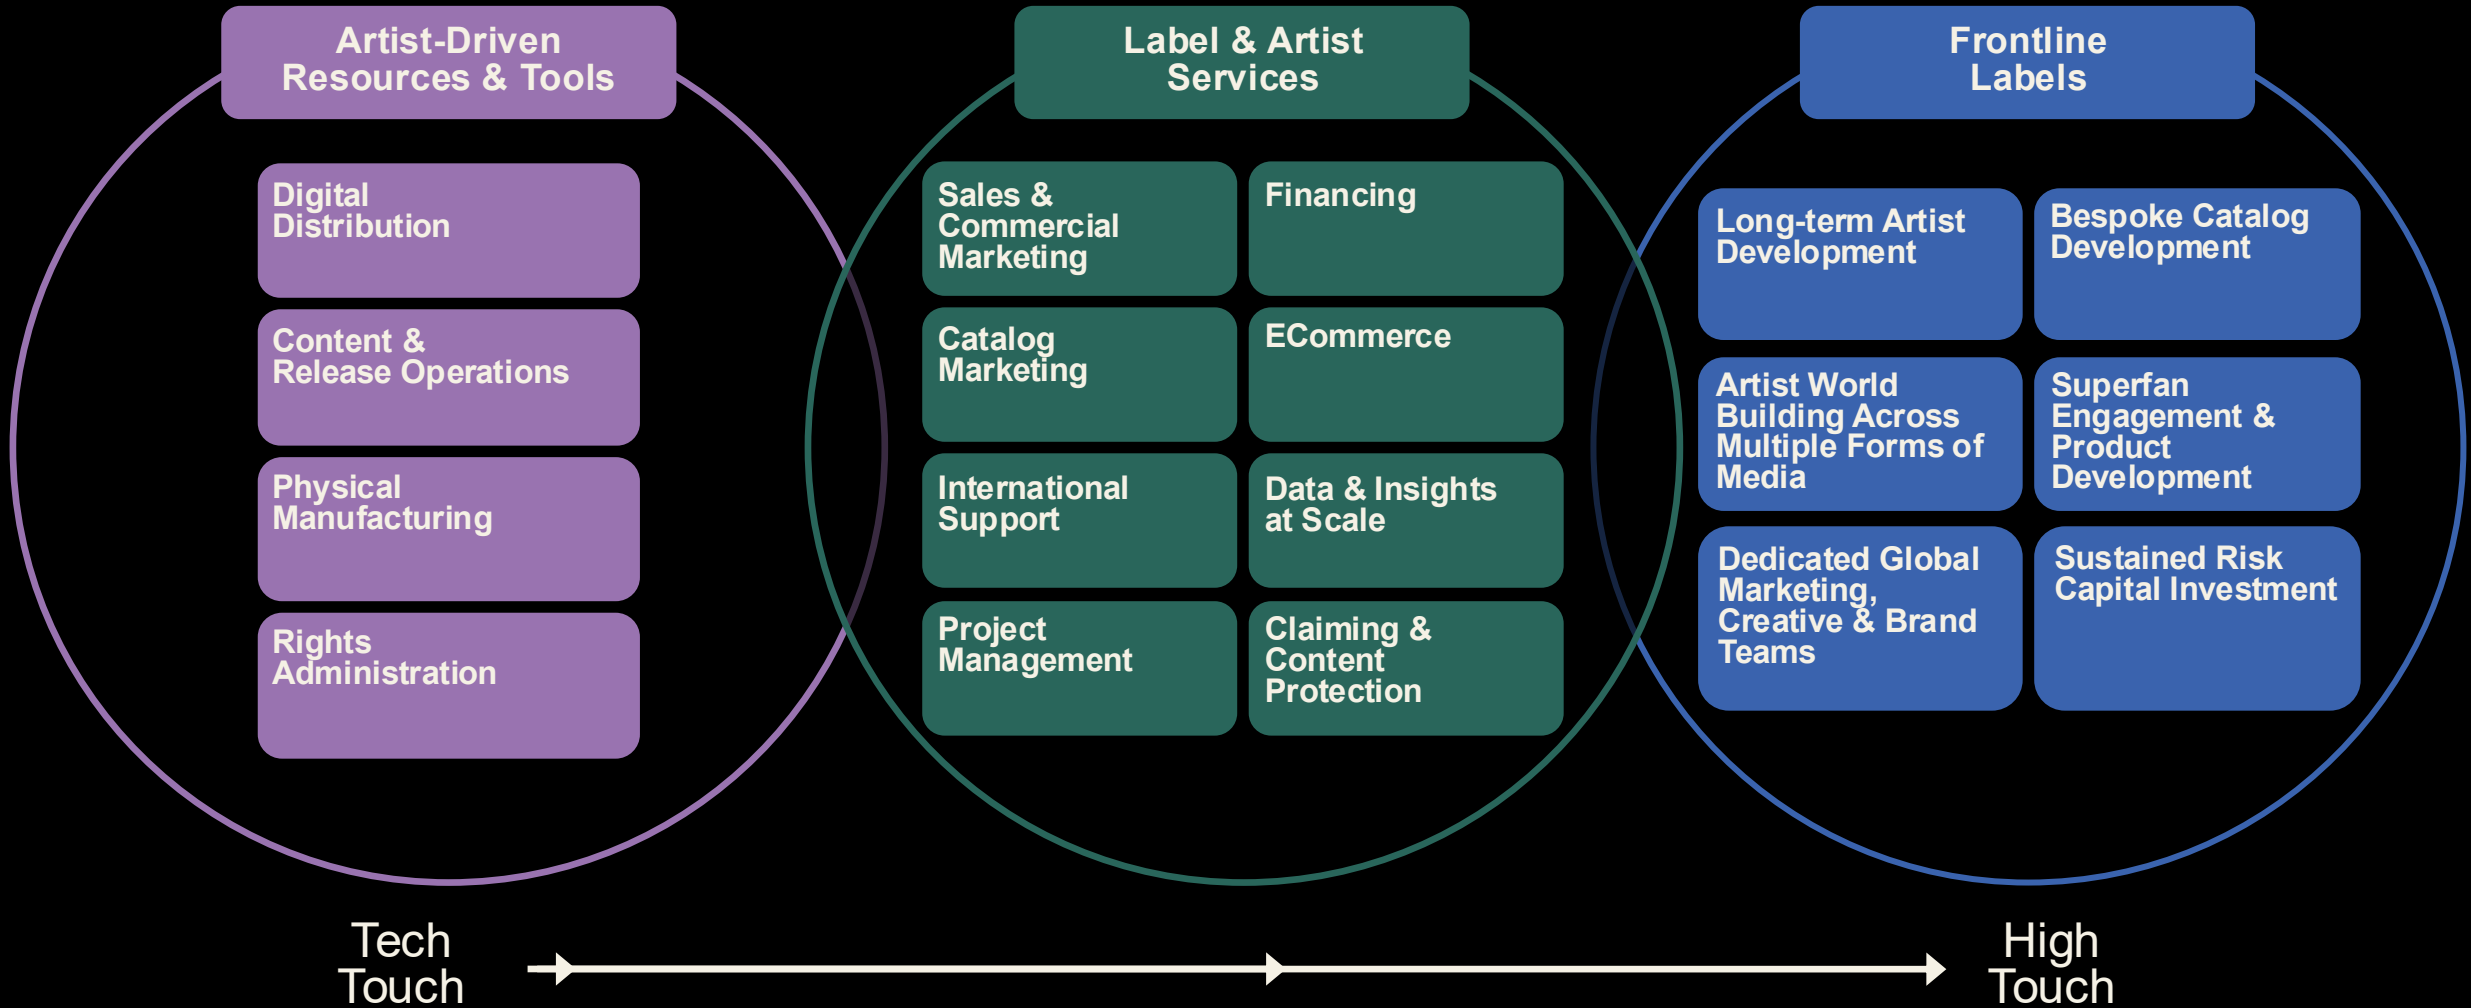 Artist-Driven
Resources & Tools
Digital
Distribution
Content &
Release Operations
Physical
Manufacturing
Rights
Administration
Label & Artist
Services
Sales &
Commercial
Marketing
Financing
Catalog
Marketing
ECommerce
International
Support
Data & Insights
at Scale
Project
Management
Claiming &
Content
Protection
Frontline
Labels
Long-term Artist
Development
Bespoke Catalog
Development
Artist World
Building Across
Multiple Forms of
Media
Superfan
Engagement &
Product
Development
Dedicated Global
Marketing,
Creative & Brand
Teams
Sustained Risk
Capital Investment
Tech
Touch
High
Touch